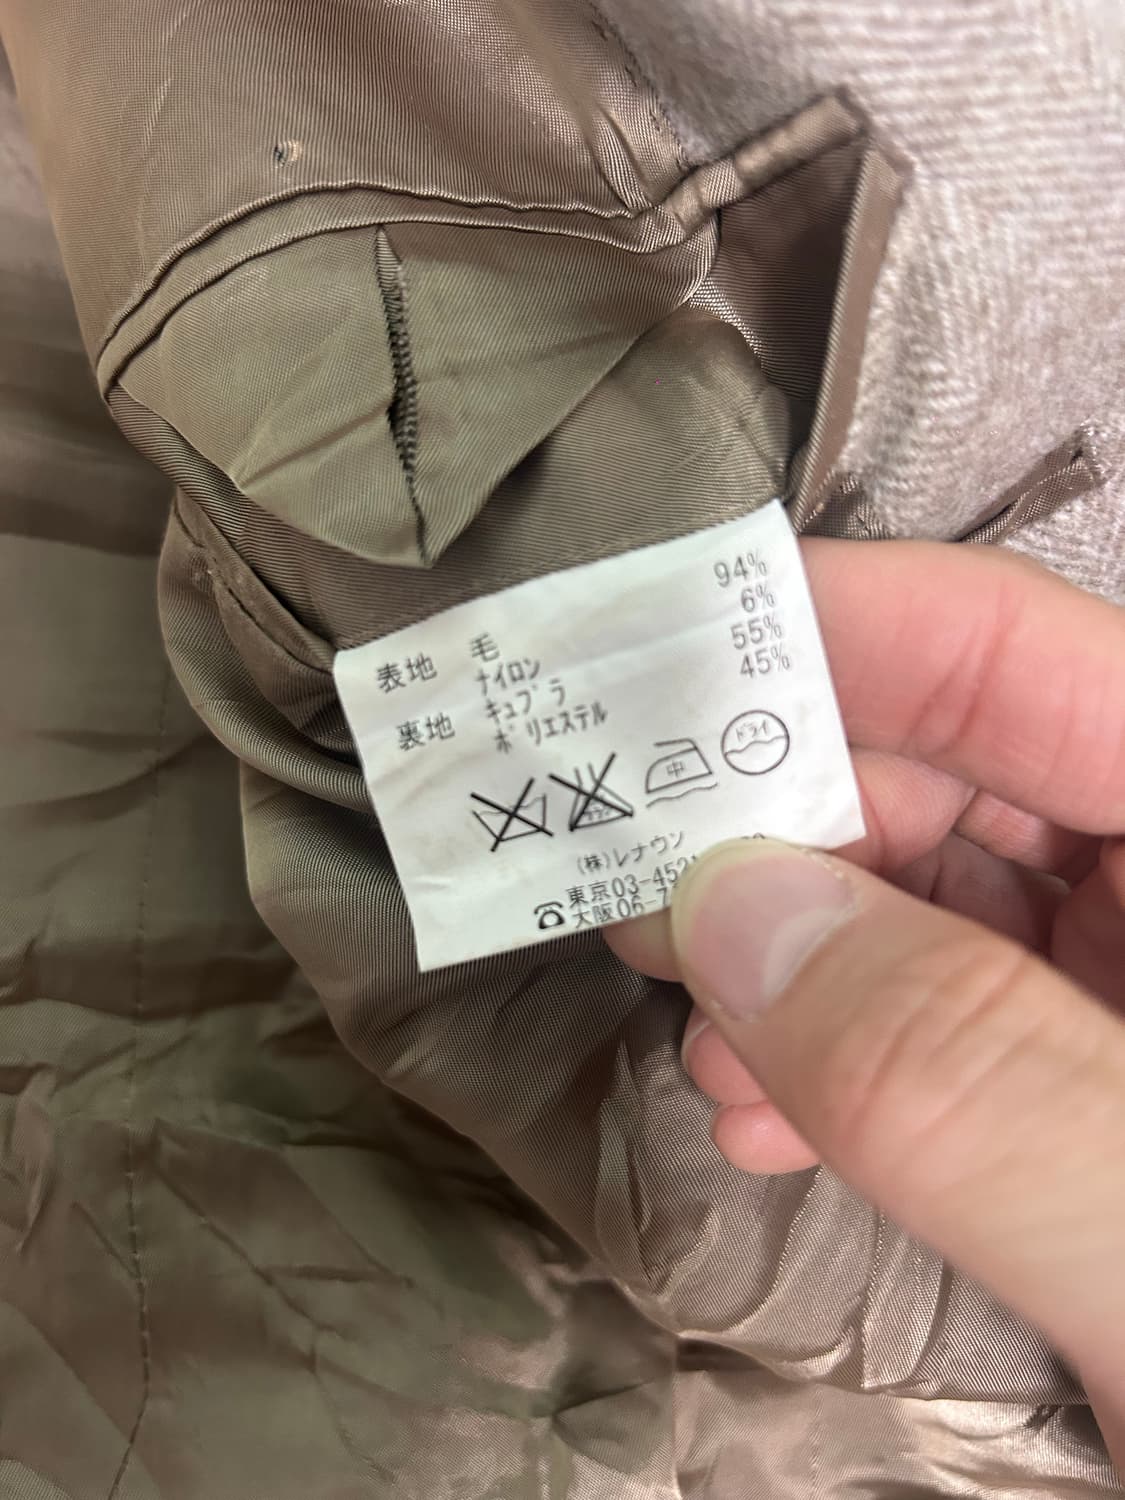 表地 毛 94%
ナイロン 6%
裏地 キュプラ 55%
ポリエステル 45%
中
ドライ
(株)レナウン
東京03-452
大阪06-7